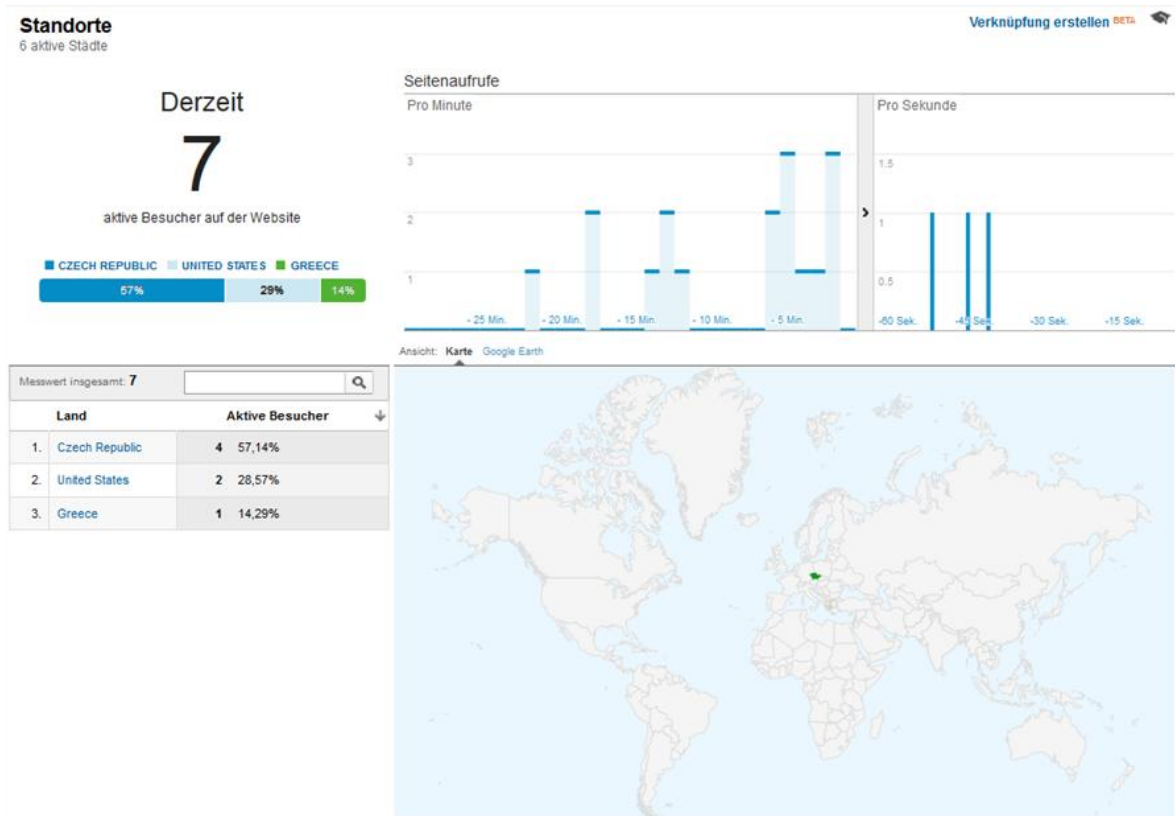 Standorte
6 aktive Städte
Verknüpfung erstellen BETA
Derzeit
7
aktive Besucher auf der Website
CZECH REPUBLIC UNITED STATES GREECE
57% 29% 14%
Seitenaufrufe
Pro Minute
3
2
1
- 25 Min. - 20 Min. - 15 Min. - 10 Min. - 5 Min.
Pro Sekunde
1.5
1
0.5
-60 Sek. -45 Sek. -30 Sek. -15 Sek.
Ansicht: Karte Google Earth
Messwert insgesamt: 7
Land Aktive Besucher
1. Czech Republic 4 57,14%
2. United States 2 28,57%
3. Greece 1 14,29%